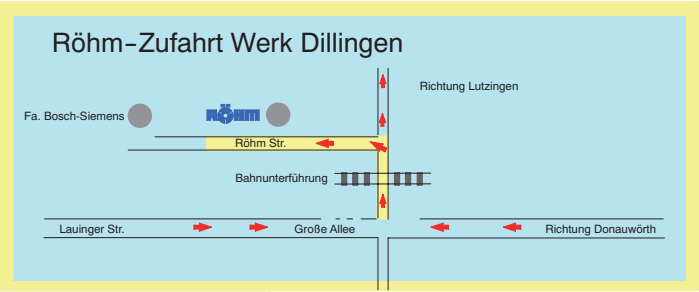 Röhm-Zufahrt Werk Dillingen
Richtung Lutzingen
Fa. Bosch-Siemens
RÖHM
Röhm Str.
Bahnunterführung
Lauinger Str.
Große Allee
Richtung Donauwörth